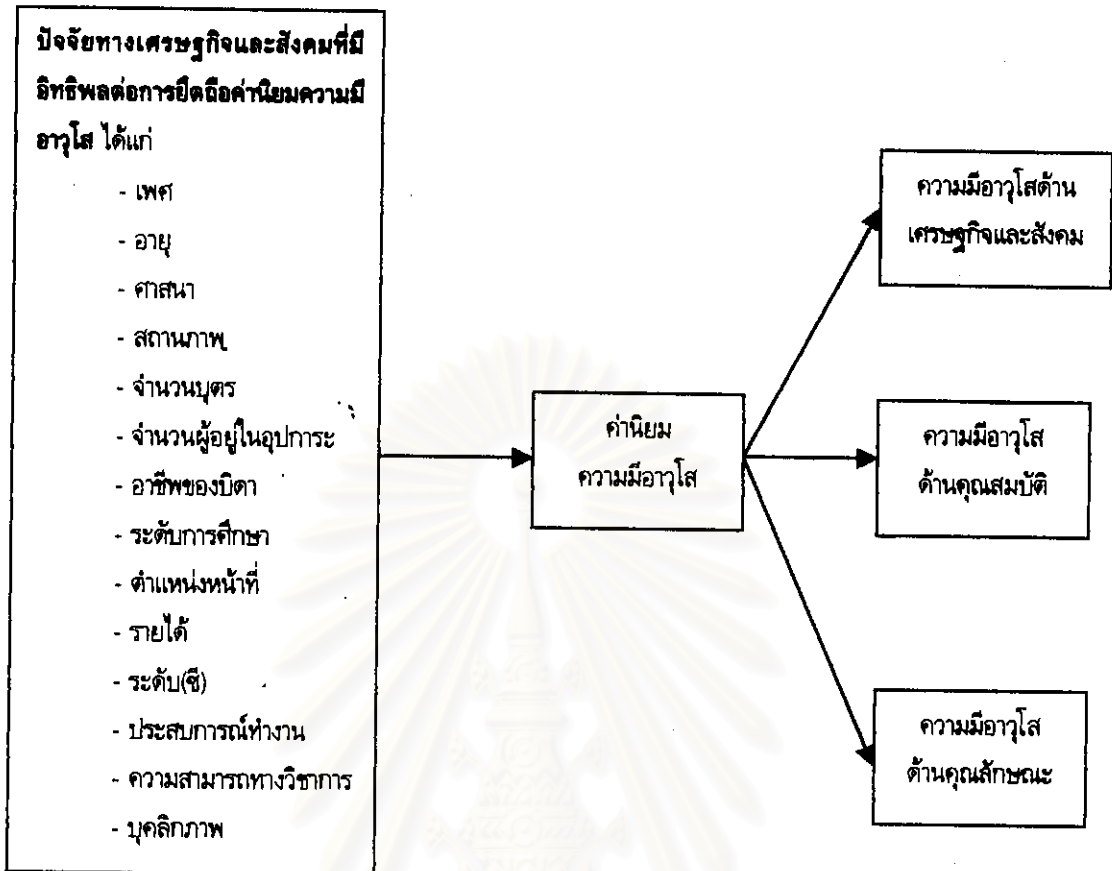 ปัจจัยทางเศรษฐกิจและสังคมที่มี
อิทธิพลต่อการยึดถือค่านิยมความมี
อาวุโส ได้แก่
- เพศ
- อายุ
- ศาสนา
- สถานภาพ
- จำนวนบุตร
- จำนวนผู้อยู่ในอุปการะ
- อาชีพของบิดา
- ระดับการศึกษา
- ตำแหน่งหน้าที่
- รายได้
- ระดับ(ซี)
- ประสบการณ์ทำงาน
- ความสามารถทางวิชาการ
- บุคลิกภาพ
ค่านิยม
ความมีอาวุโส
ความมีอาวุโสด้าน
เศรษฐกิจและสังคม
ความมีอาวุโส
ด้านคุณสมบัติ
ความมีอาวุโส
ด้านคุณลักษณะ